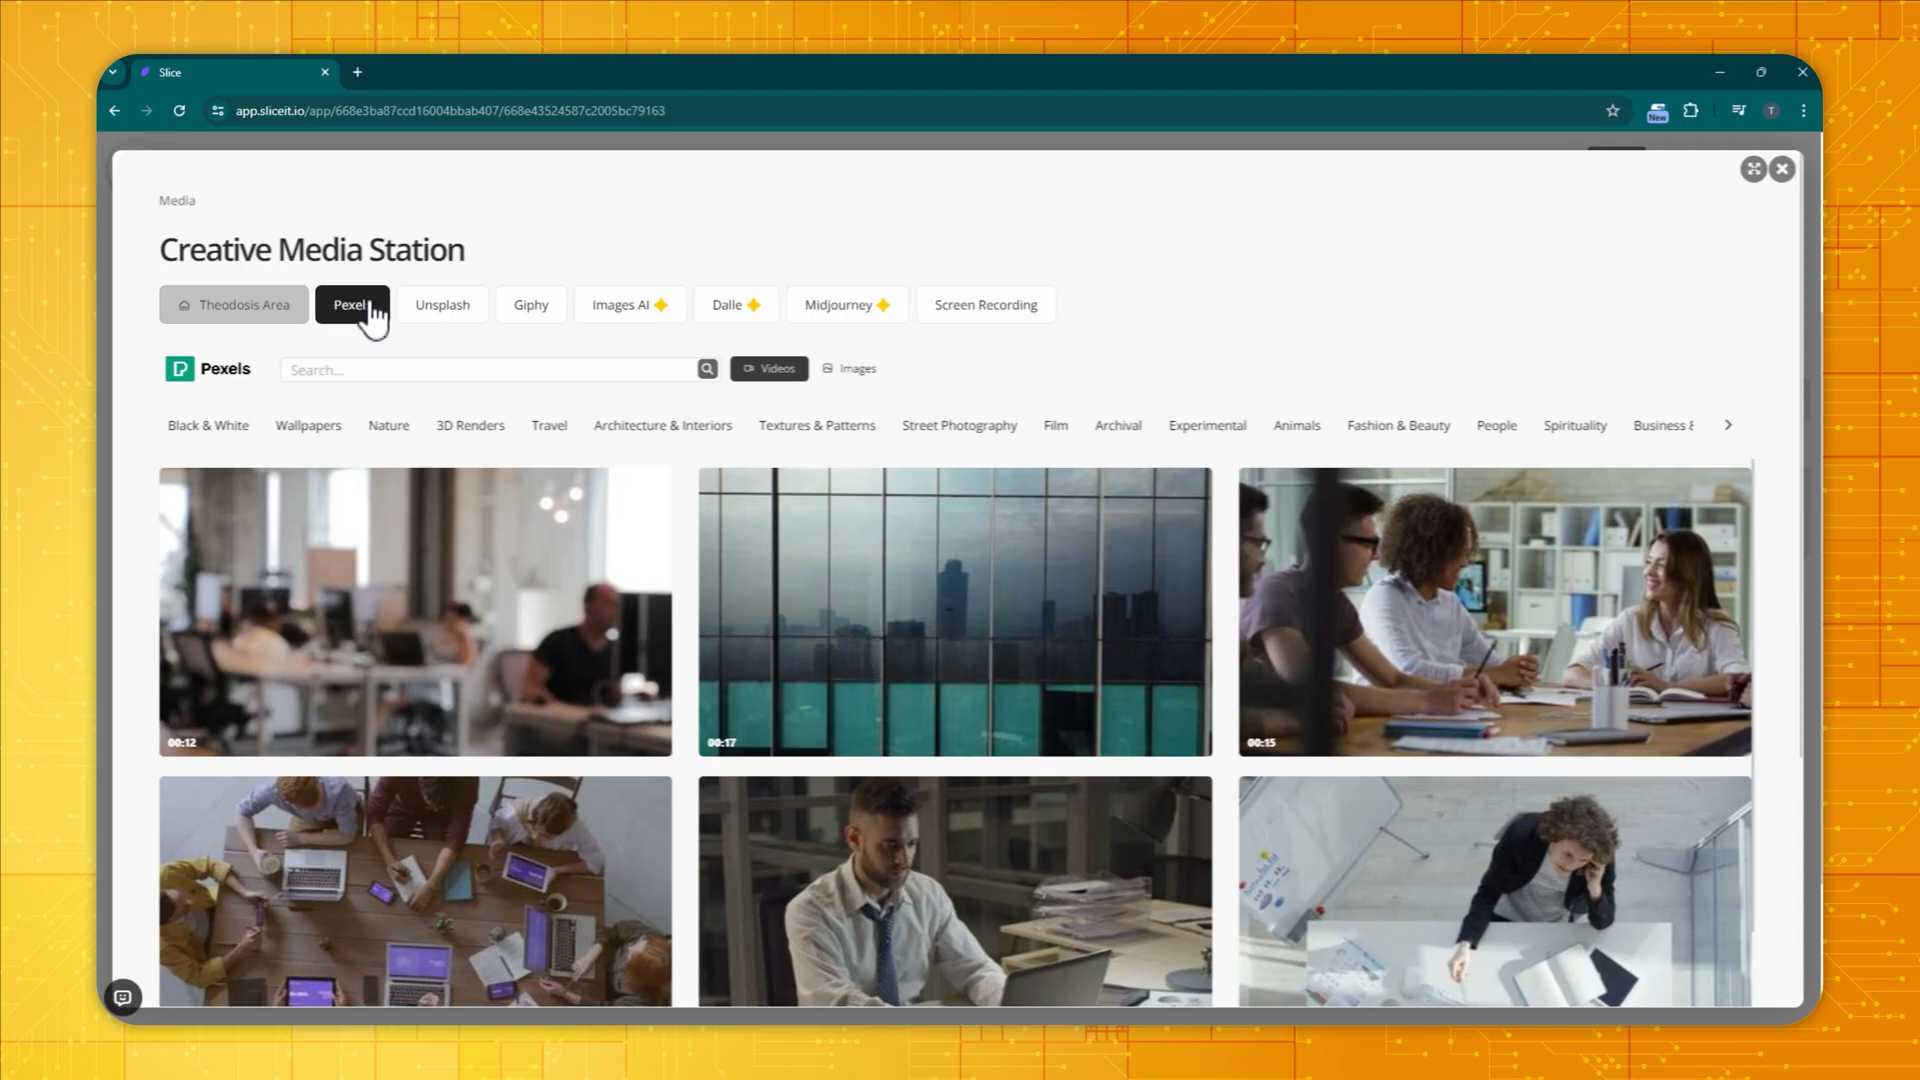 Slice
app.sliceit.io/app/668e3ba87ccd16004bbab407/668e43524587c2005bc79163
New
T
Media
Creative Media Station
Theodosis Area
Pexel
Unsplash
Giphy
Images AI
Dalle
Midjourney
Screen Recording
Pexels
Search...
Videos
Images
Black & White
Wallpapers
Nature
3D Renders
Travel
Architecture & Interiors
Textures & Patterns
Street Photography
Film
Archival
Experimental
Animals
Fashion & Beauty
People
Spirituality
Business &
00:12
00:17
00:15